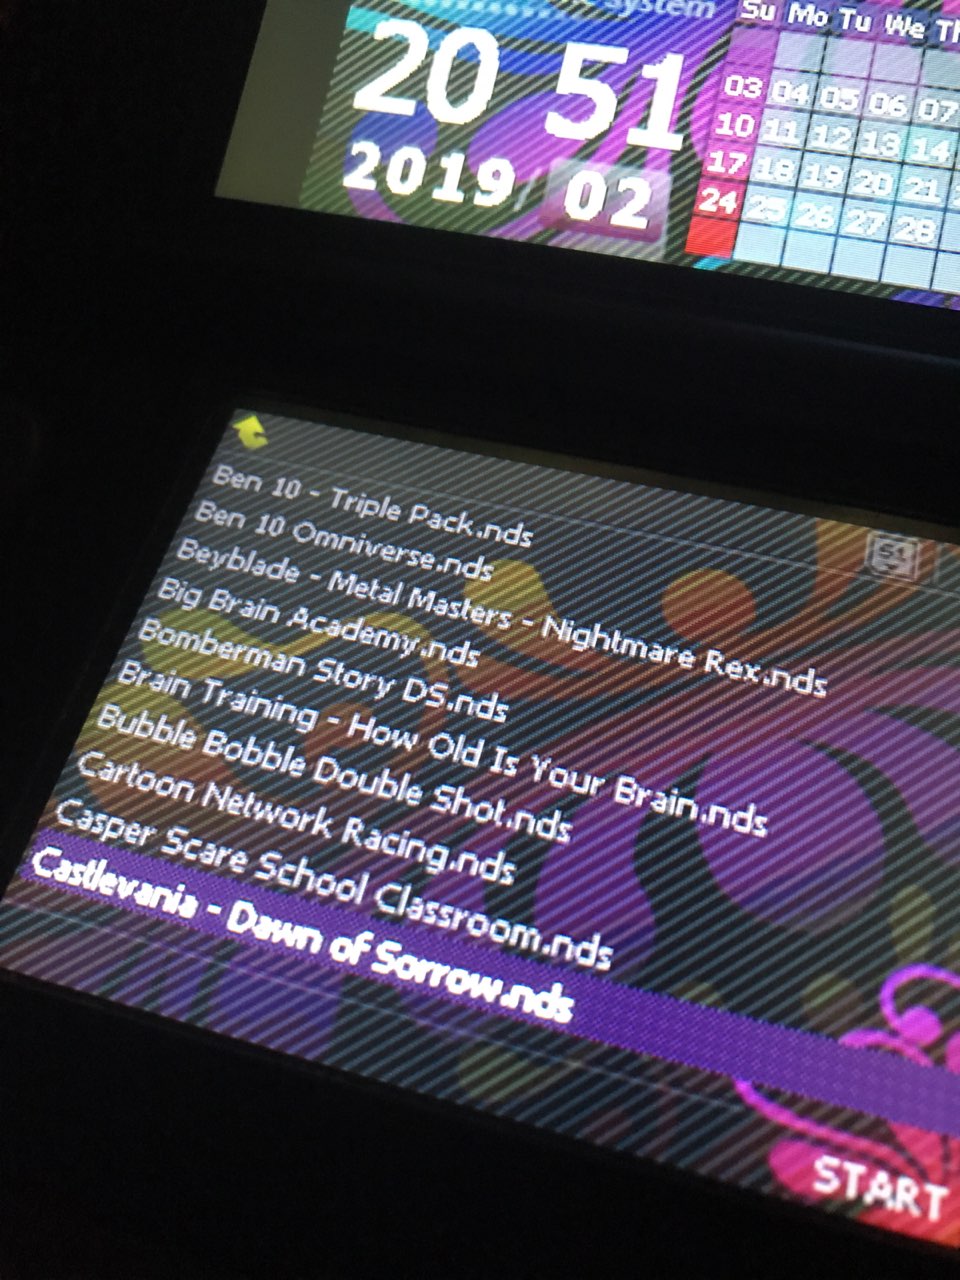 system
20 51
2019/02
Su Mo Tu We
03 04 05 06 07
10 11 12 13 14
17 18 19 20 21
24 25 26 27 28
Ben 10 - Triple Pack.nds
Ben 10 Omniverse.nds
Beyblade - Metal Masters - Nightmare Rex.nds
Big Brain Academy.nds
Bomberman Story DS.nds
Brain Training - How Old Is Your Brain.nds
Bubble Bobble Double Shot.nds
Cartoon Network Racing.nds
Casper Scare School Classroom.nds
Castlevania - Dawn of Sorrow.nds
START